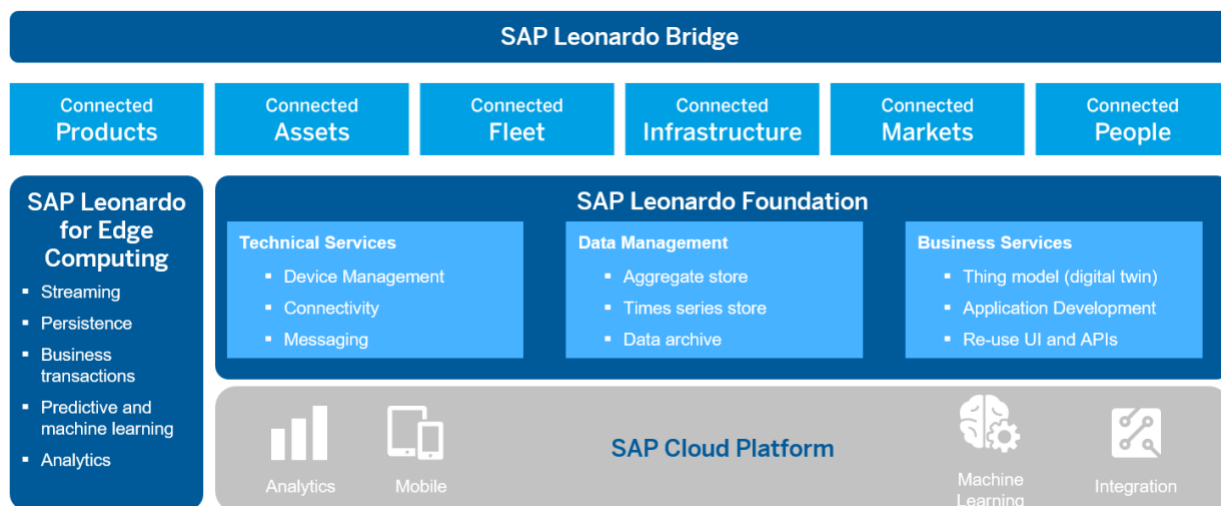 SAP Leonardo Bridge
Connected
Products
Connected
Assets
Connected
Fleet
Connected
Infrastructure
Connected
Markets
Connected
People
SAP Leonardo
for Edge
Computing
▪ Streaming
▪ Persistence
▪ Business
transactions
▪ Predictive and
machine learning
▪ Analytics
SAP Leonardo Foundation
Technical Services
▪ Device Management
▪ Connectivity
▪ Messaging
Data Management
▪ Aggregate store
▪ Times series store
▪ Data archive
Business Services
▪ Thing model (digital twin)
▪ Application Development
▪ Re-use UI and APIs
Analytics
Mobile
SAP Cloud Platform
Machine
Learning
Integration